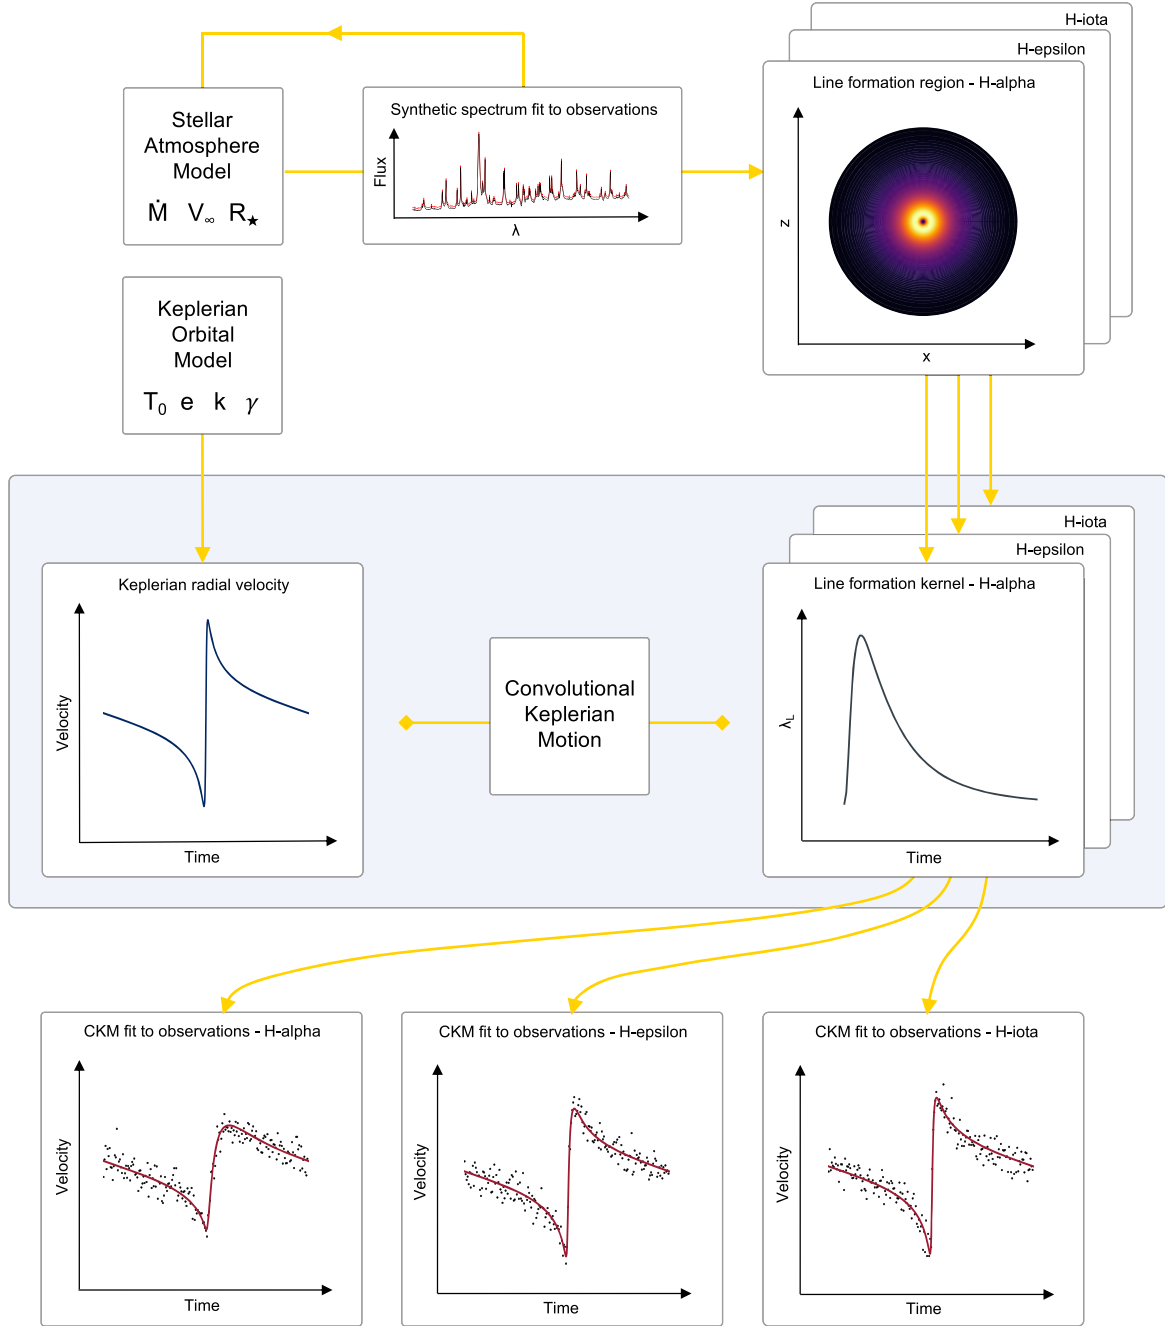 H-iota
H-epsilon
Line formation region - H-alpha
z
x
Stellar
Atmosphere
Model
Ṁ V∞ R★
Synthetic spectrum fit to observations
Flux
λ
Keplerian
Orbital
Model
T₀ e k γ
Keplerian radial velocity
Velocity
Time
Convolutional
Keplerian
Motion
H-iota
H-epsilon
Line formation kernel - H-alpha
λL
Time
CKM fit to observations - H-alpha
Velocity
Time
CKM fit to observations - H-epsilon
Velocity
Time
CKM fit to observations - H-iota
Velocity
Time